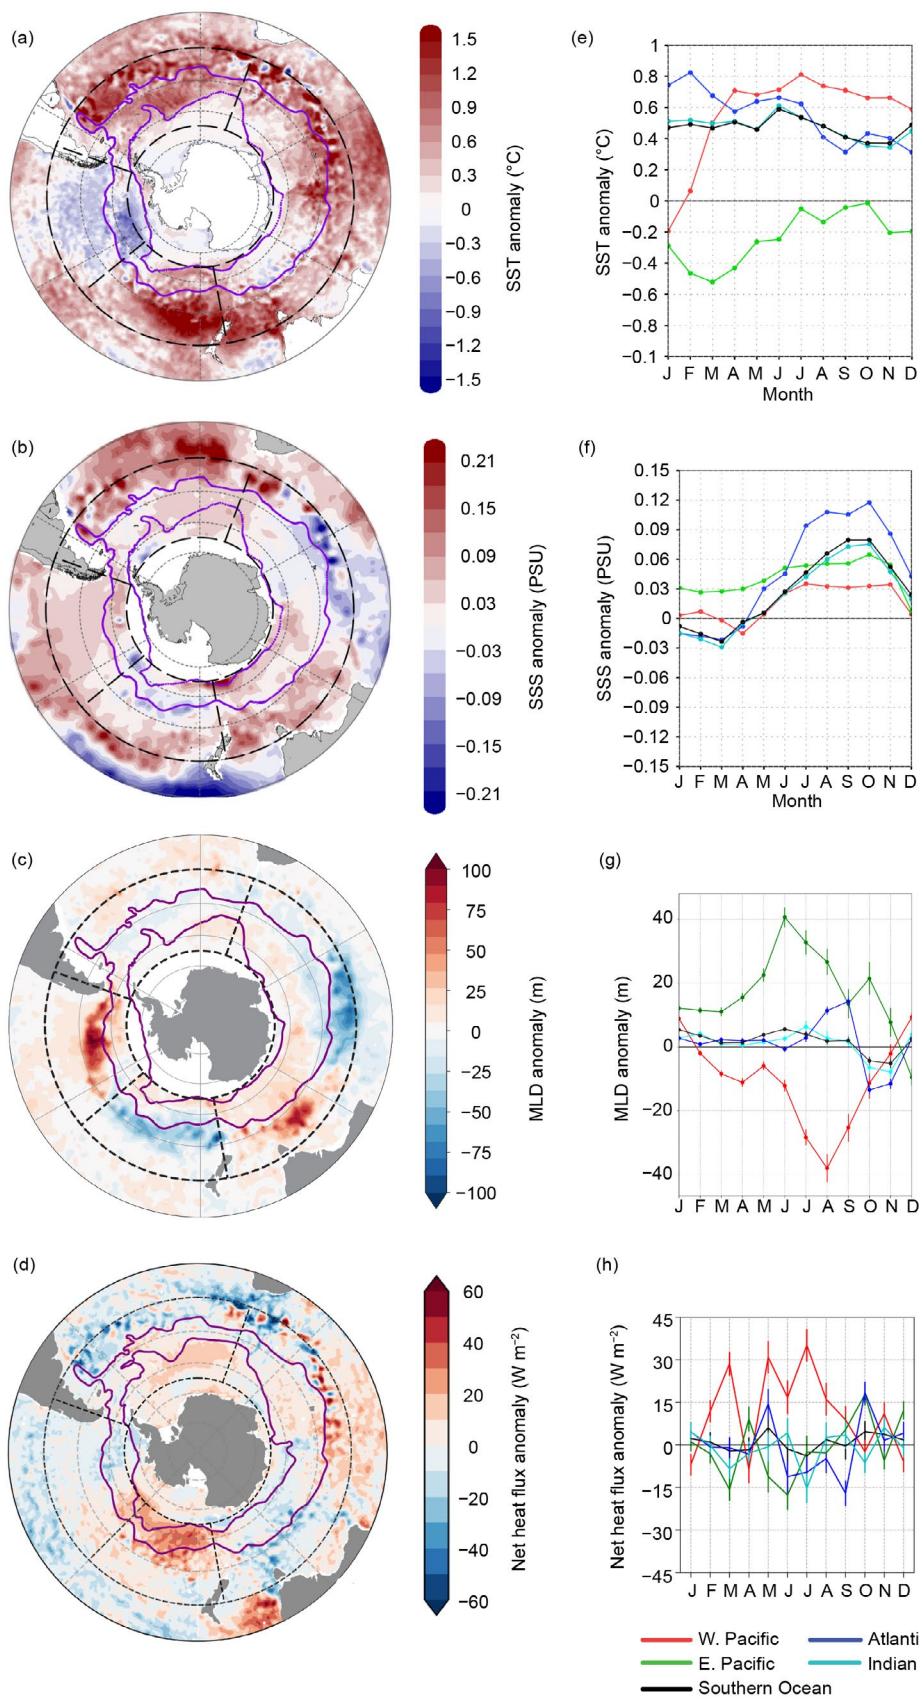 (a)
1.5
1.2
0.9
0.6
0.3
0
−0.3
−0.6
−0.9
−1.2
−1.5
SST anomaly (°C)
(e)
1
0.8
0.6
0.4
0.2
0
−0.2
−0.4
−0.6
−0.8
−0.1
SST anomaly (°C)
J F M A M J J A S O N D
Month
(b)
0.21
0.15
0.09
0.03
−0.03
−0.09
−0.15
−0.21
SSS anomaly (PSU)
(f)
0.15
0.12
0.09
0.06
0.03
0
−0.03
−0.06
−0.09
−0.12
−0.15
SSS anomaly (PSU)
J F M A M J J A S O N D
Month
(c)
100
75
50
25
0
−25
−50
−75
−100
MLD anomaly (m)
(g)
40
20
0
−20
−40
MLD anomaly (m)
J F M A M J J A S O N D
(d)
60
40
20
0
−20
−40
−60
Net heat flux anomaly (W m⁻²)
(h)
45
30
15
0
−15
−30
−45
Net heat flux anomaly (W m⁻²)
J F M A M J J A S O N D
W. Pacific Atlanti
E. Pacific Indian
Southern Ocean